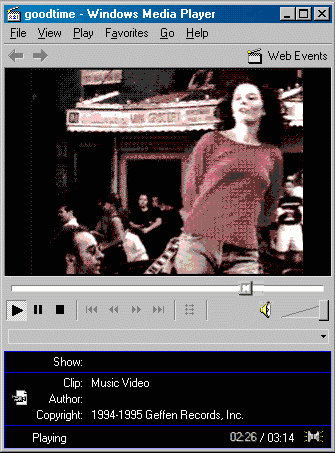 goodtime - Windows Media Player
File View Play Favorites Go Help
Web Events
GROCERY
Show:
Clip: Music Video
Author:
Copyright: 1994-1995 Geffen Records, Inc.
Playing 02:26 / 03:14